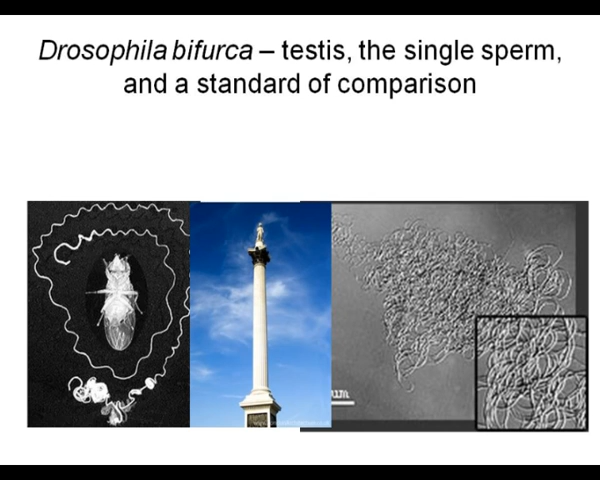 Drosophila bifurca – testis, the single sperm,
and a standard of comparison